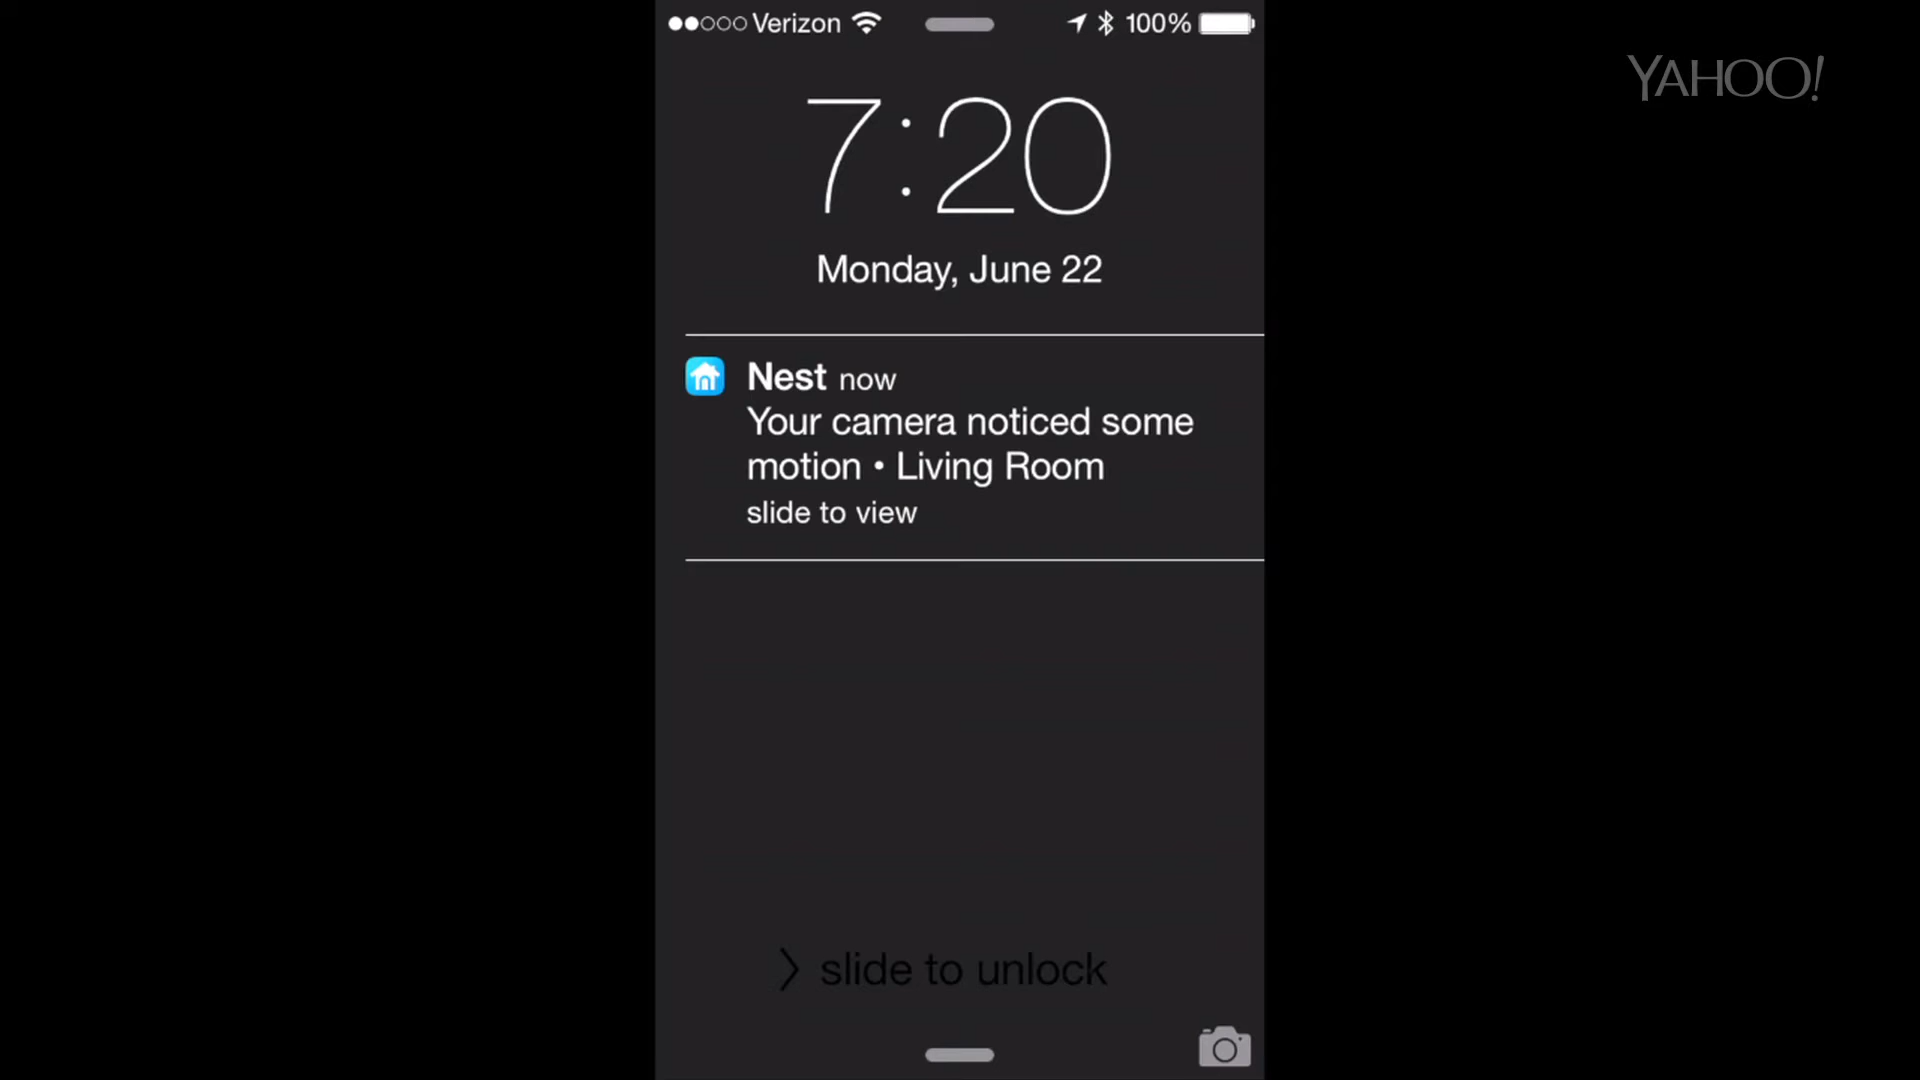 Verizon 100%
YAHOO!
7:20
Monday, June 22
Nest now
Your camera noticed some
motion • Living Room
slide to view
slide to unlock